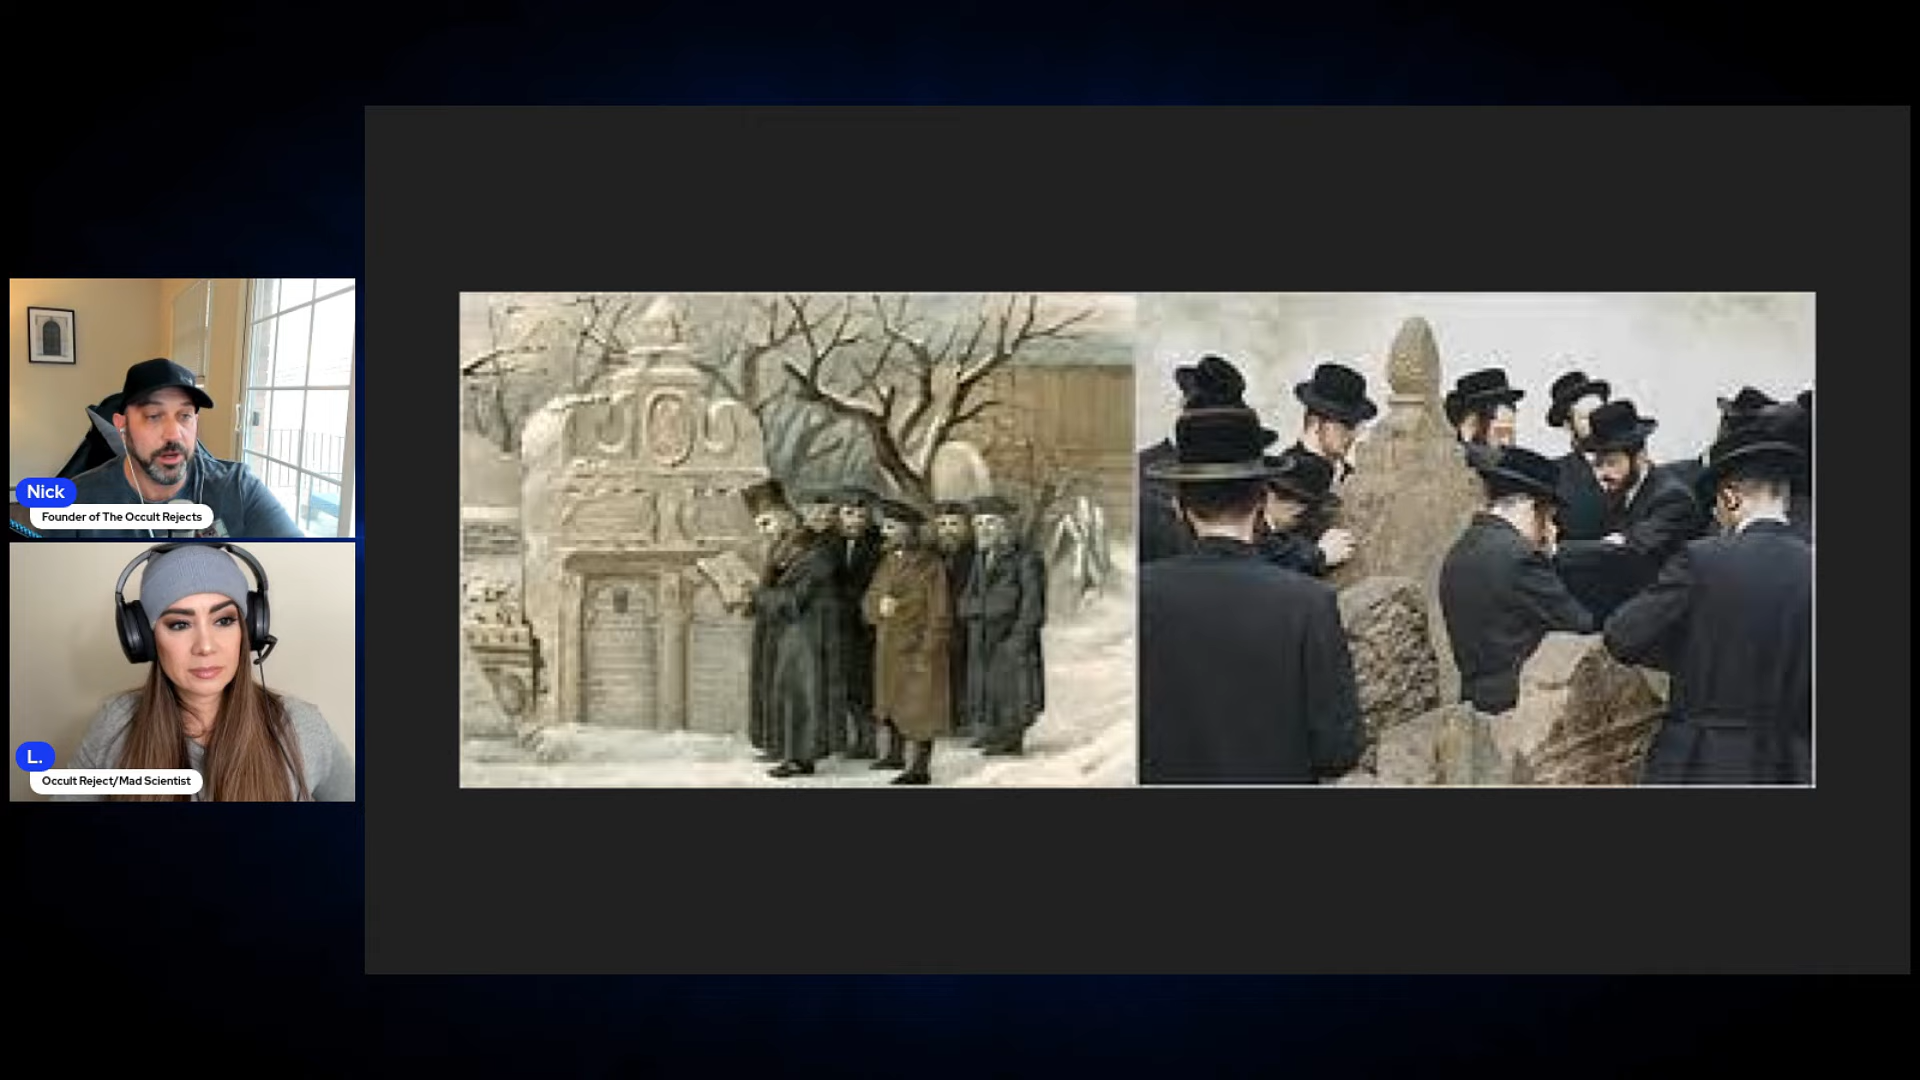 Nick
Founder of The Occult Rejects
L.
Occult Reject/Mad Scientist